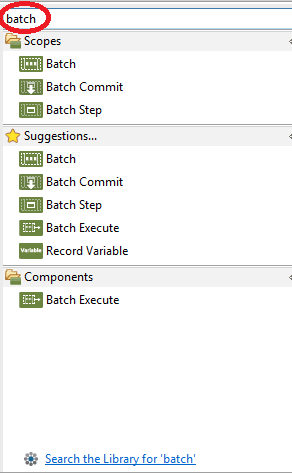 batch
Scopes
Batch
Batch Commit
Batch Step
Suggestions...
Batch
Batch Commit
Batch Step
Batch Execute
Variable Record Variable
Components
Batch Execute
Search the Library for 'batch'